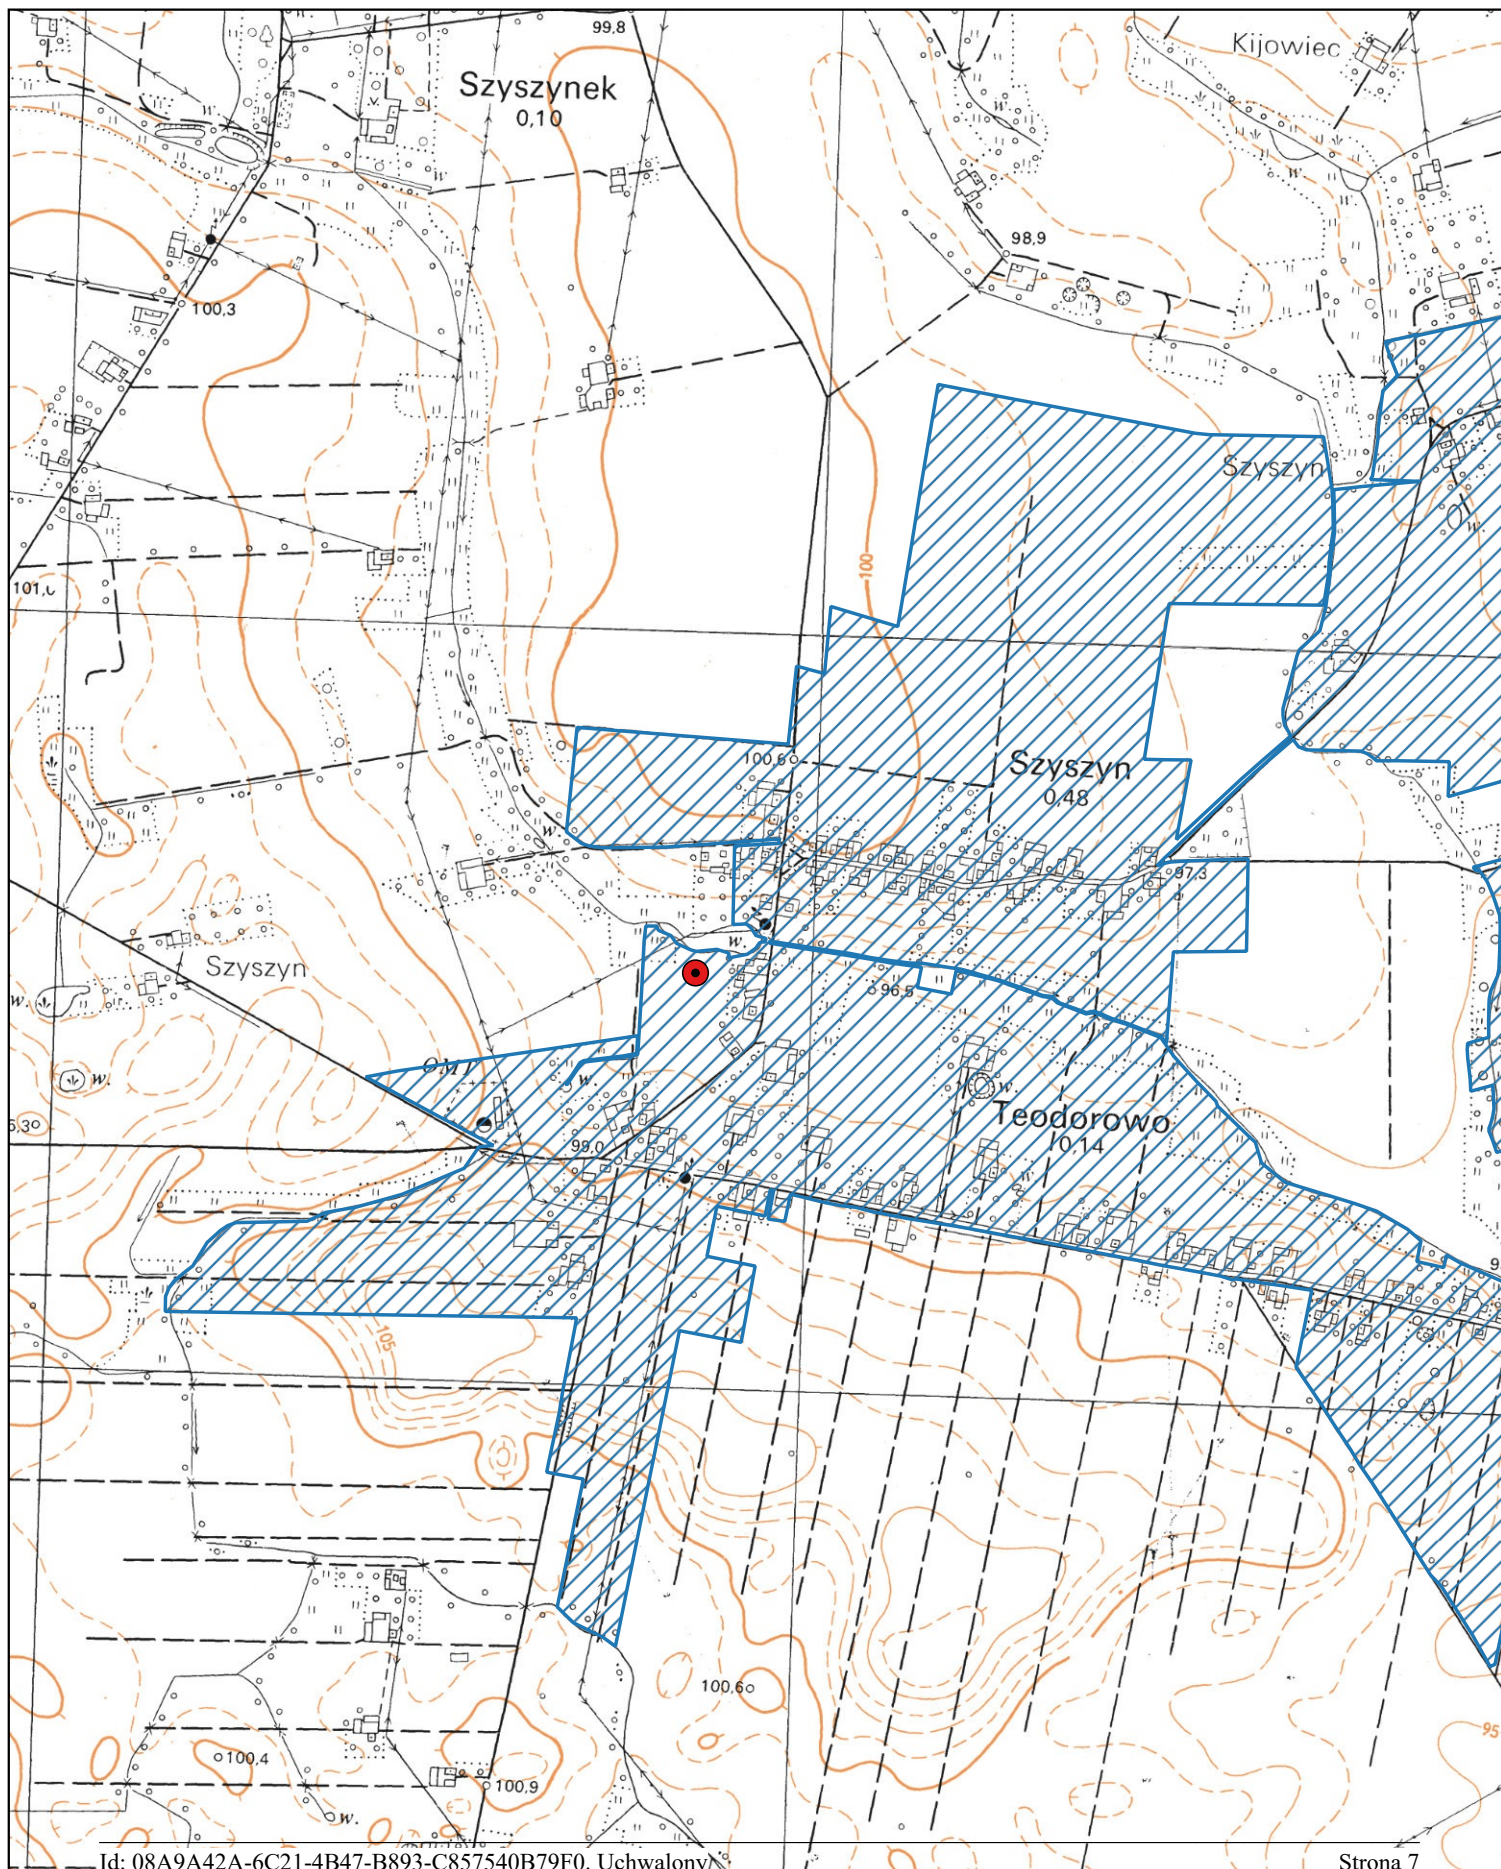 99,8
Kijowiec
Szyszynek
0,10
w.
w
w.
w.
98,9
100,3
Szyszyn
w.
100
101,
100,6
Szyszyn
0,48
w.
97,3
w.
Szyszyn
96,5
w.
OMT
w.
w.
w.
Teodorowo
0,14
99,0
w.
105
100,6
95
100,4
100,9
w.
Id: 08A9A42A-6C21-4B47-B893-C857540B79F0. Uchwalony
Strona 7